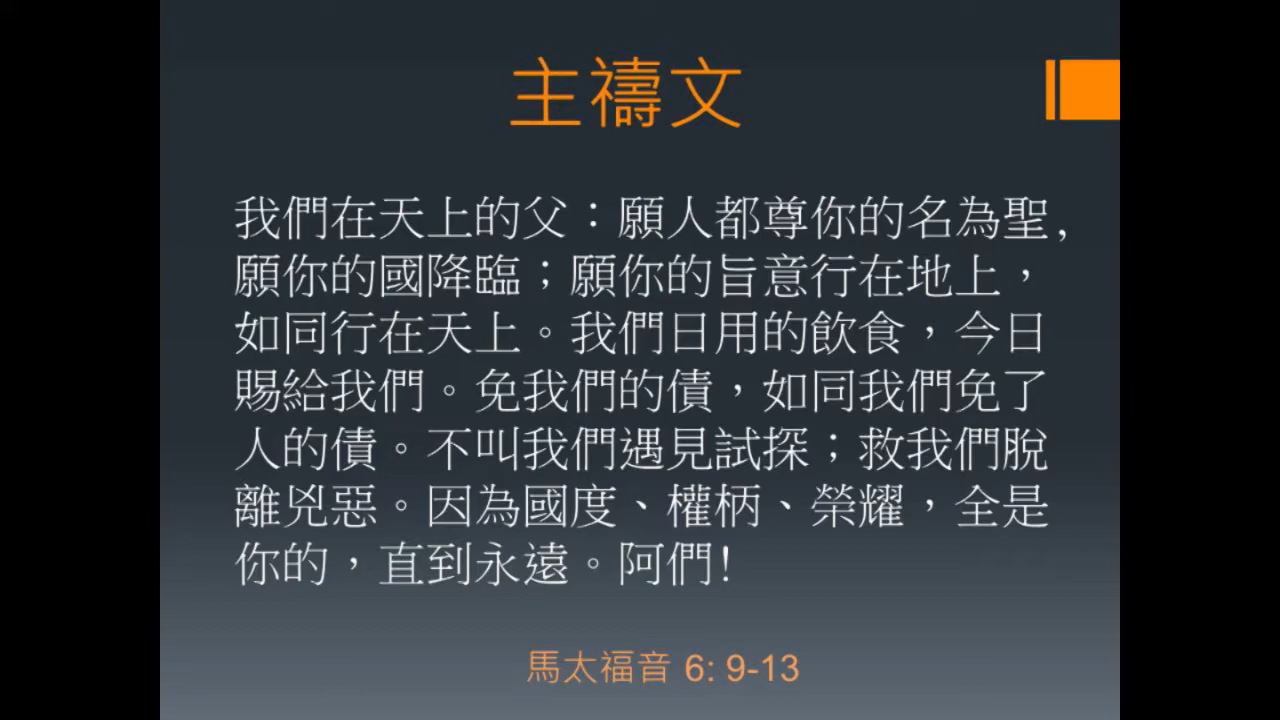 主禱文
我們在天上的父：願人都尊你的名為聖,
願你的國降臨；願你的旨意行在地上，
如同行在天上。我們日用的飲食，今日
賜給我們。免我們的債，如同我們免了
人的債。不叫我們遇見試探；救我們脫
離兇惡。因為國度、權柄、榮耀，全是
你的，直到永遠。阿們!
馬太福音 6: 9-13